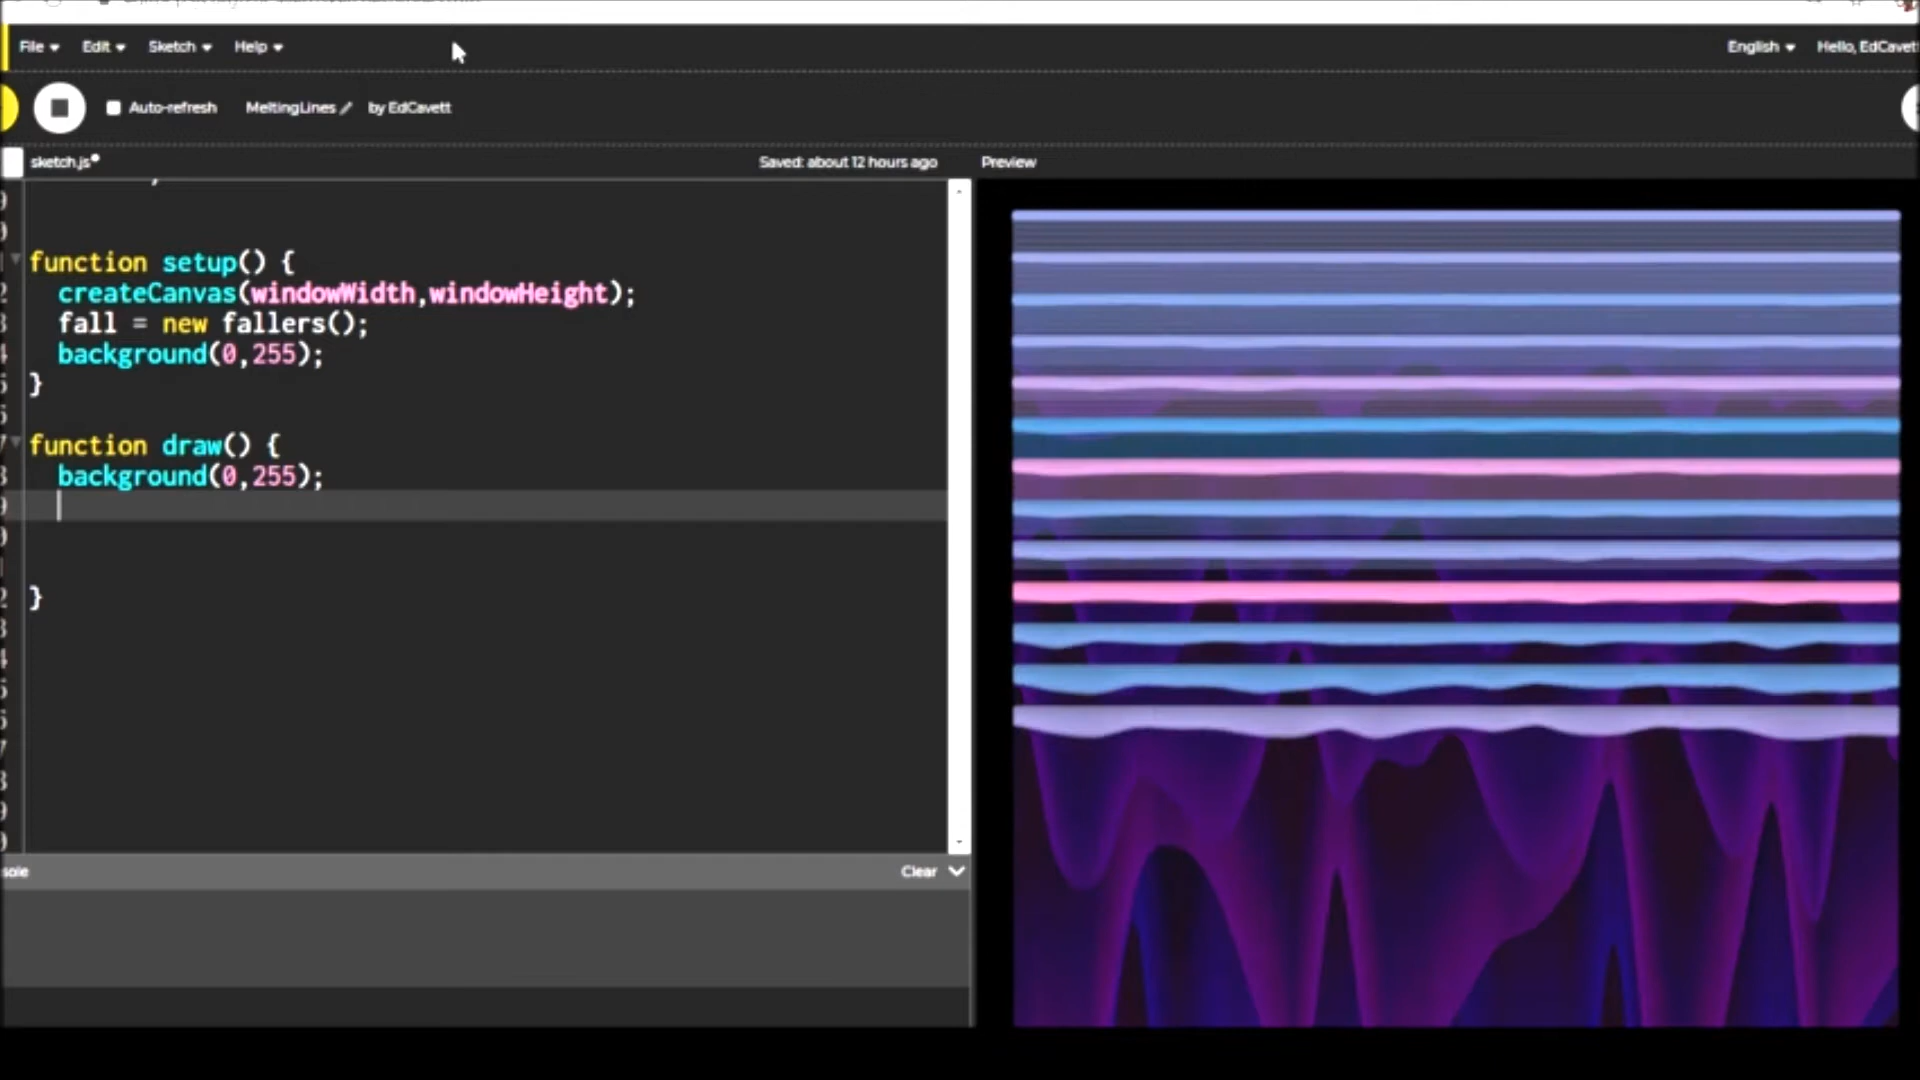 File Edit Sketch Help English Hello, EdCavett
Auto-refresh MeltingLines by EdCavett
sketch.js Saved: about 12 hours ago Preview
function setup() {
createCanvas(windowWidth,windowHeight);
fall = new fallers();
background(0,255);
}
function draw() {
background(0,255);
}
sole Clear